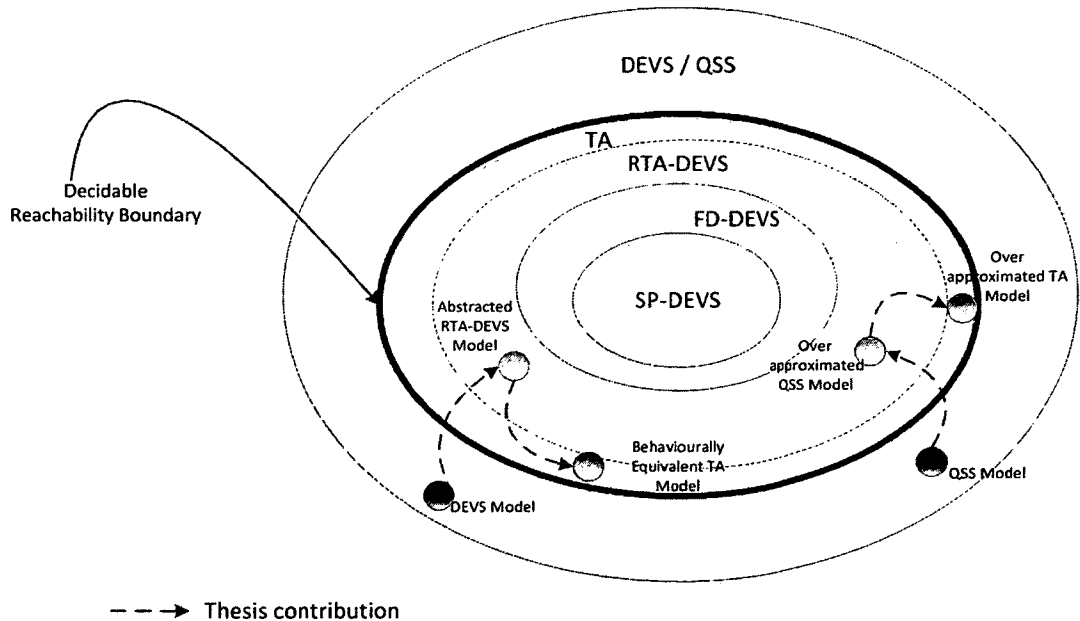 DEVS / QSS
TA
RTA-DEVS
Decidable
Reachability Boundary
FD-DEVS
SP-DEVS
Over
approximated TA
Model
Abstracted
RTA-DEVS
Model
Over
approximated
QSS Model
Behaviourally
Equivalent TA
Model
DEVS Model
QSS Model
Thesis contribution